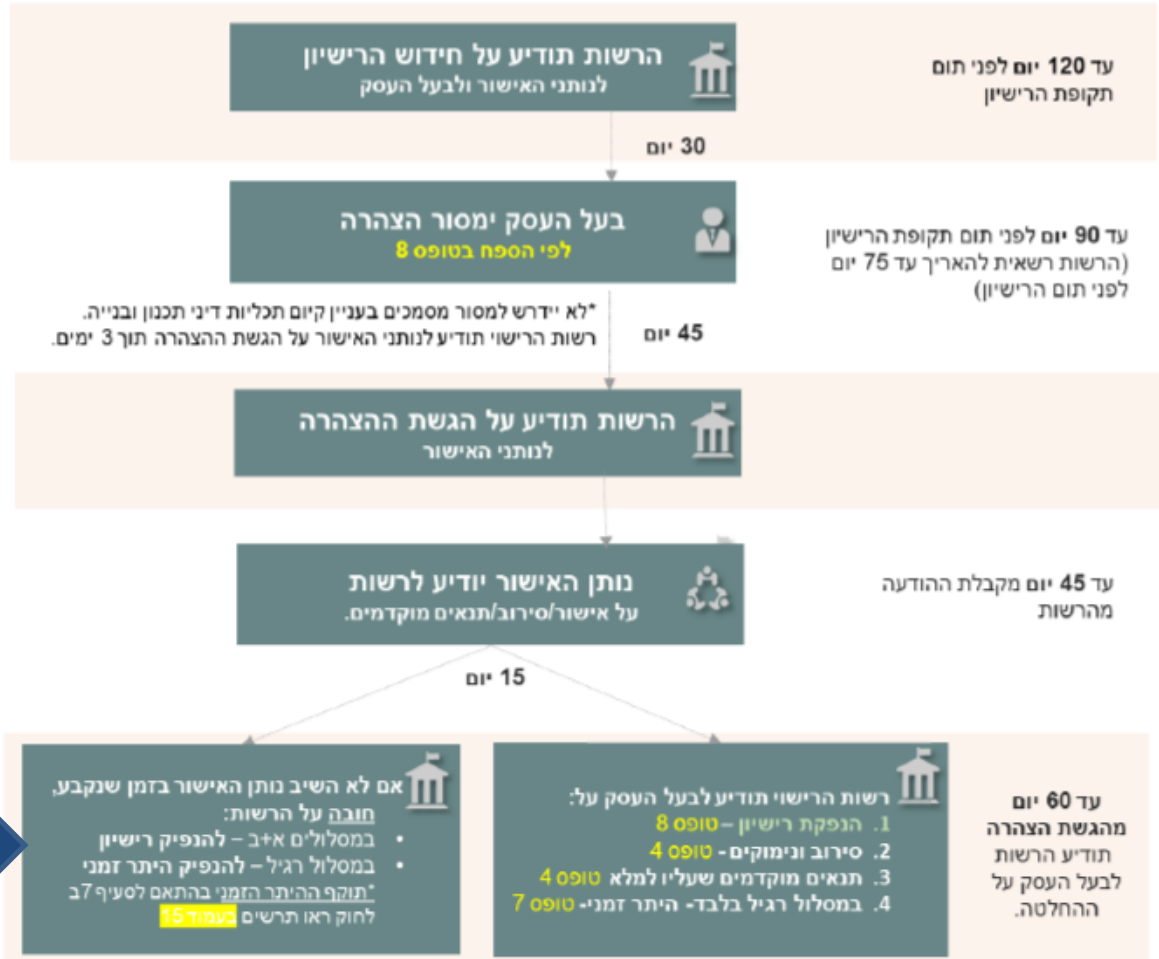 עד 120 יום לפני תום
תקופת הרישיון
הרשות תודיע על חידוש הרישיון
לנותני האישור ולבעל העסק
30 יום
עד 90 יום לפני תום תקופת הרישיון
(הרשות רשאית להאריך עד 75 יום
לפני תום הרישיון)
בעל העסק ימסור הצהרה
לפי הספח בטופס 8
45 יום
*לא יידרש למסור מסמכים בעניין קיום תכליות דיני תכנון ובנייה.
רשות הרישוי תודיע לנותני האישור על הגשת ההצהרה תוך 3 ימים.
הרשות תודיע על הגשת ההצהרה
לנותני האישור
עד 45 יום מקבלת ההודעה
מהרשות
נותן האישור יודיע לרשות
על אישור/סירוב/תנאים מוקדמים.
15 יום
עד 60 יום
מהגשת הצהרה
תודיע הרשות
לבעל העסק על
ההחלטה.
רשות הרישוי תודיע לבעל העסק על:
1. הנפקת רישיון – טופס 8
2. סירוב ונימוקים - טופס 4
3. תנאים מוקדמים שעליו למלא טופס 4
4. במסלול רגיל בלבד- היתר זמני- טופס 7
אם לא השיב נותן האישור בזמן שנקבע,
חובה על הרשות:
• במסלולים א+ב – להנפיק רישיון
• במסלול רגיל – להנפיק היתר זמני
*תוקף ההיתר הזמני בהתאם לסעיף 7ב
לחוק ראו תרשים בעמוד 15